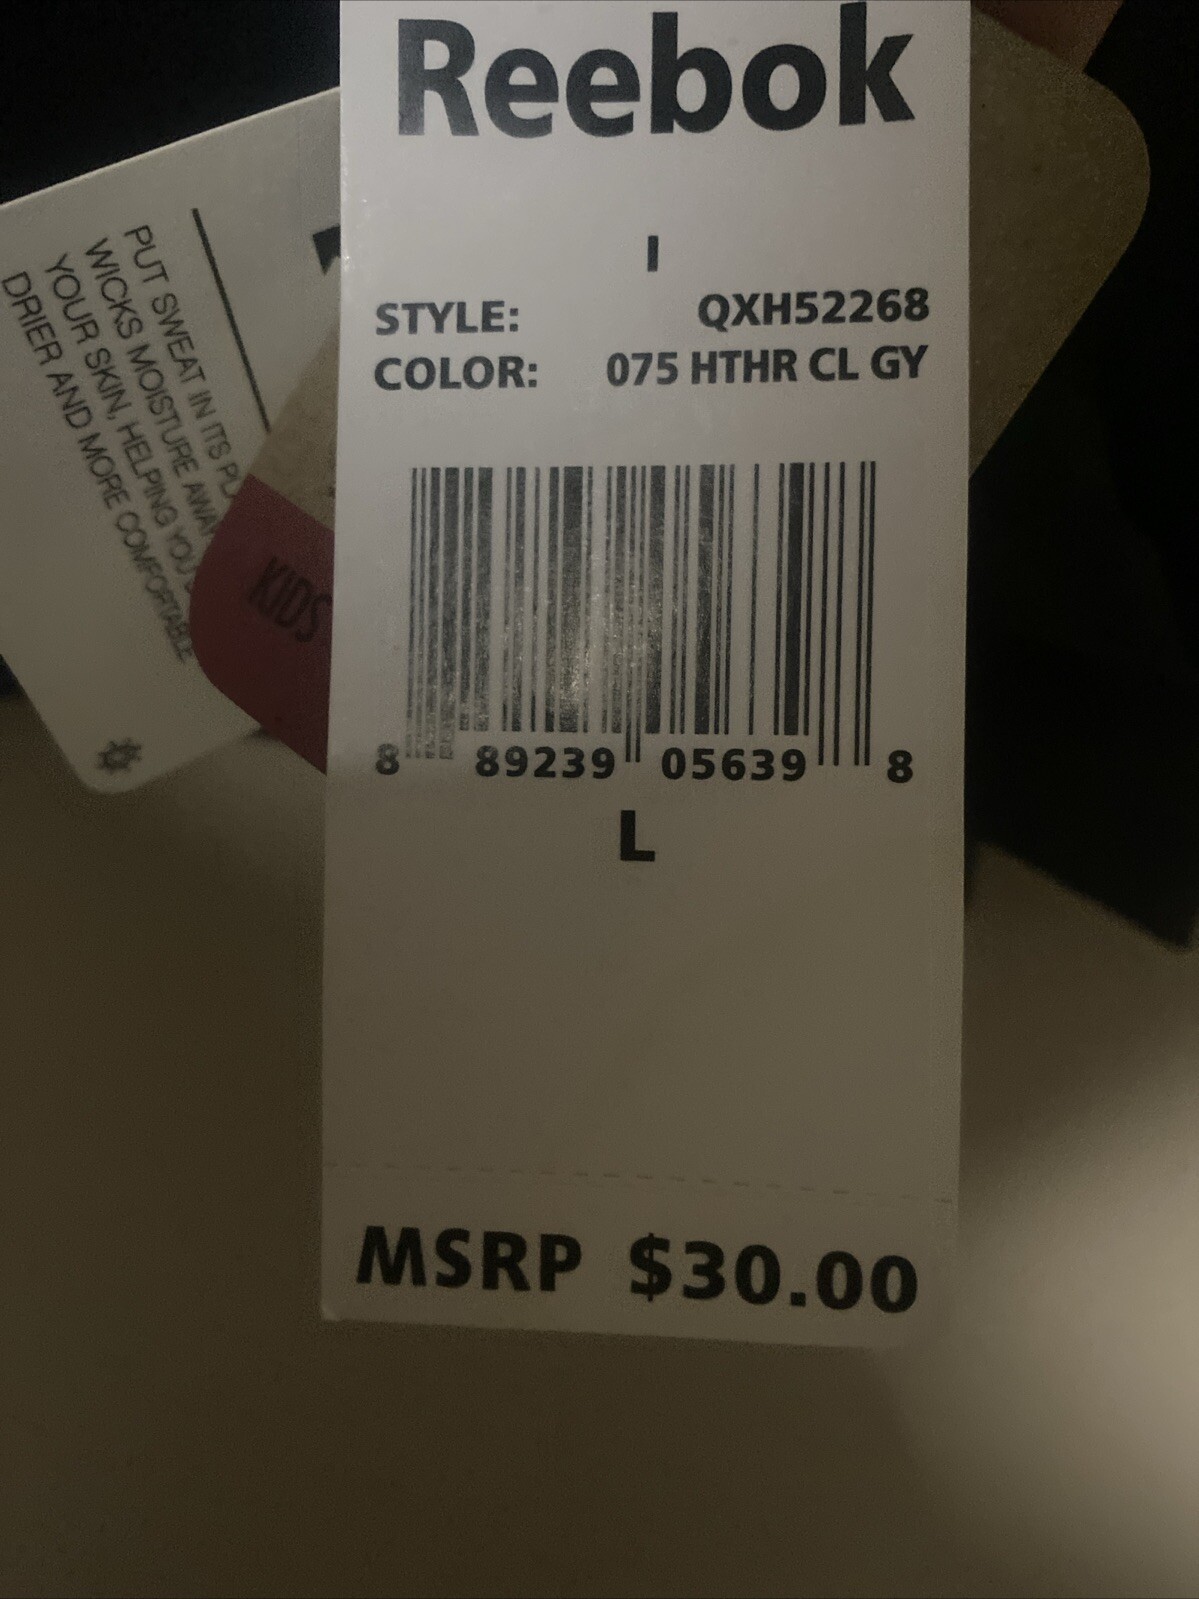 Reebok
I
STYLE: QXH52268
COLOR: 075 HTHR CL GY
8 89239 05639 8
L
MSRP $30.00
PUT SWEAT IN ITS
WICKS MOISTURE AWAY
YOUR SKIN, HELPING YOU
DRIER AND MORE COMFORTABLE
KIDS